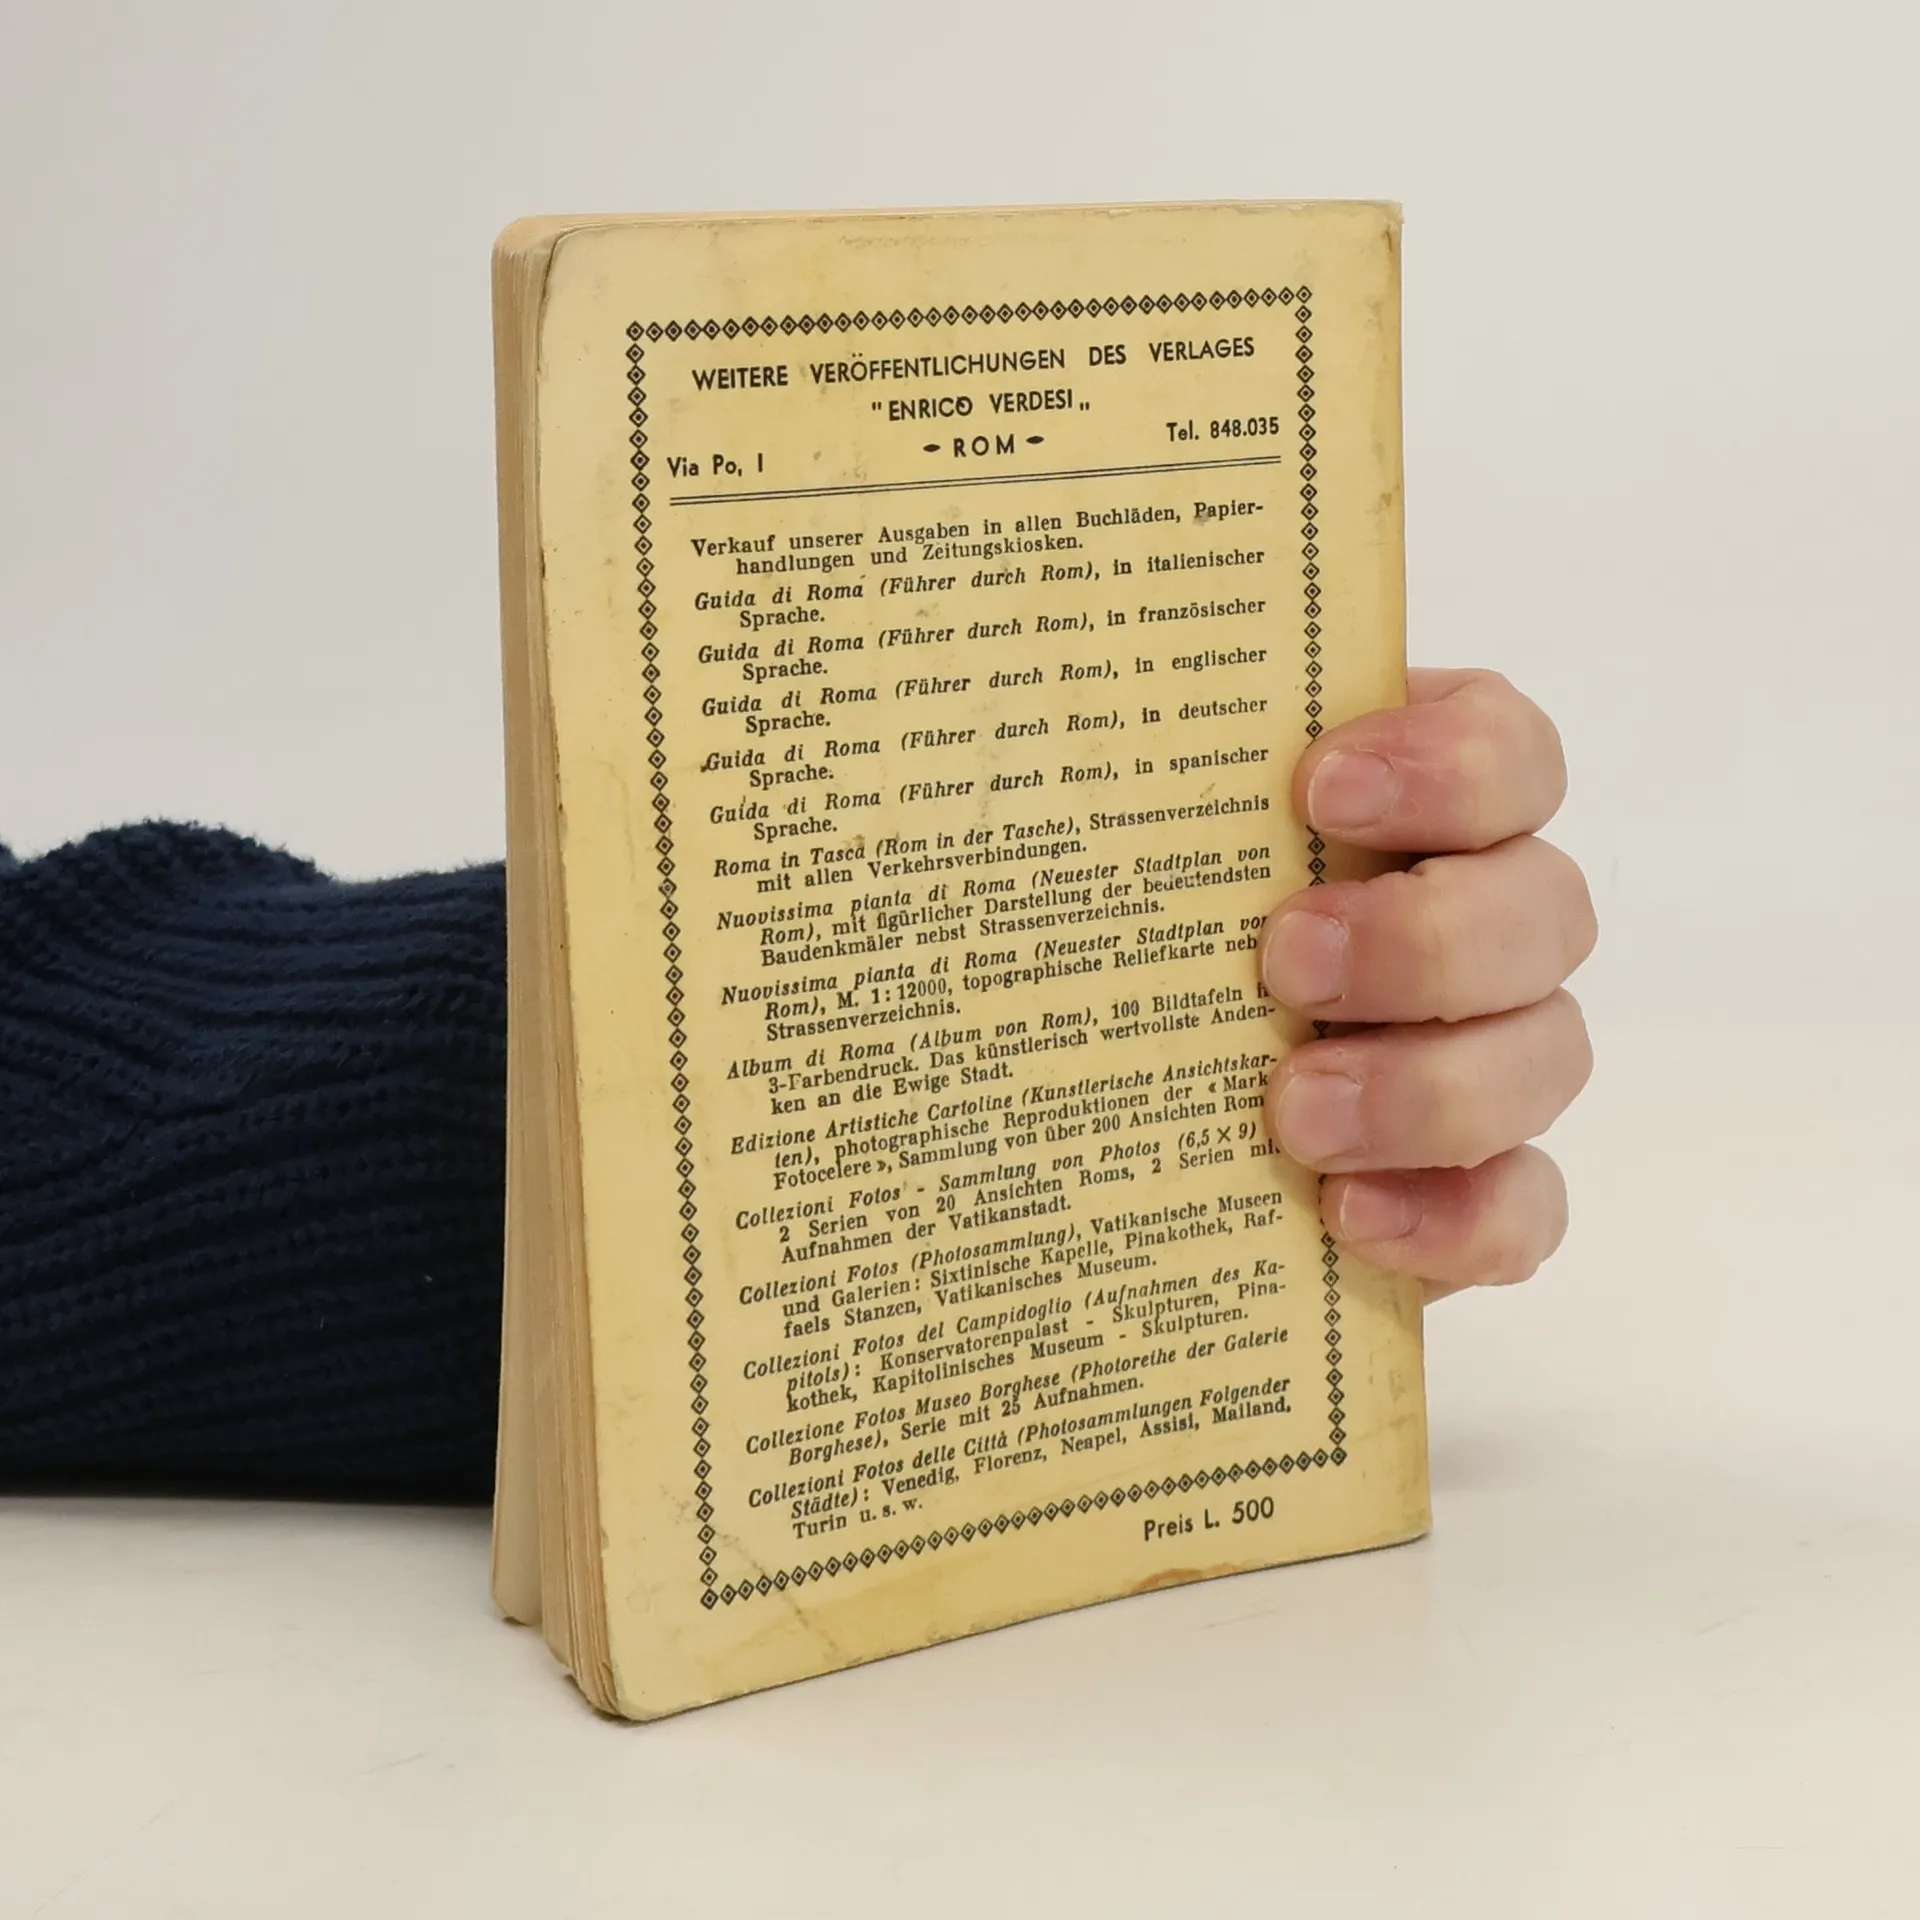 WEITERE VERÖFFENTLICHUNGEN DES VERLAGES
"ENRICO VERDESI„
- ROM -
Via Po, I
Tel. 848.035
Verkauf unserer Ausgaben in allen Buchläden, Papier-
handlungen und Zeitungskiosken.
Guida di Roma (Führer durch Rom), in italienischer
Sprache.
Guida di Roma (Führer durch Rom), in französischer
Sprache.
Guida di Roma (Führer durch Rom), in englischer
Sprache.
Guida di Roma (Führer durch Rom), in deutscher
Sprache.
Guida di Roma (Führer durch Rom), in spanischer
Sprache.
Roma in Tasca (Rom in der Tasche), Strassenverzeichnis
mit allen Verkehrsverbindungen.
Nuovissima pianta di Roma (Neuester Stadtplan von
Rom), mit figürlicher Darstellung der bedeutendsten
Baudenkmäler nebst Strassenverzeichnis.
Nuovissima pianta di Roma (Neuester Stadtplan von
Rom), M. 1:12000, topographische Reliefkarte neb
Strassenverzeichnis.
Album di Roma (Album von Rom), 100 Bildtafeln
3-Farbendruck. Das künstlerisch wertvollste Anden-
ken an die Ewige Stadt.
Edizione Artistiche Cartoline (Kunstlerische Ansichtskar-
ten), photographische Reproduktionen der « Mark
Fotocelere », Sammlung von über 200 Ansichten Rom
Collezioni Fotos - Sammlung von Photos (6,5 × 9)
2 Serien von 20 Ansichten Roms, 2 Serien mit
Aufnahmen der Vatikanstadt.
Collezioni Fotos (Photosammlung), Vatikanische Museen
und Galerien: Sixtinische Kapelle, Pinakothek, Raf-
faels Stanzen, Vatikanisches Museum.
Collezioni Fotos del Campidoglio (Aufnahmen des Ka-
pitols): Konservatorenpalast - Skulpturen, Pina-
kothek, Kapitolinisches Museum - Skulpturen.
Collezione Fotos Museo Borghese (Photoreihe der Galerie
Borghese), Serie mit 25 Aufnahmen.
Collezioni Fotos delle Città (Photosammlungen Folgender
Städte): Venedig, Florenz, Neapel, Assisi, Mailand,
Turin u. s. w.
Preis L. 500